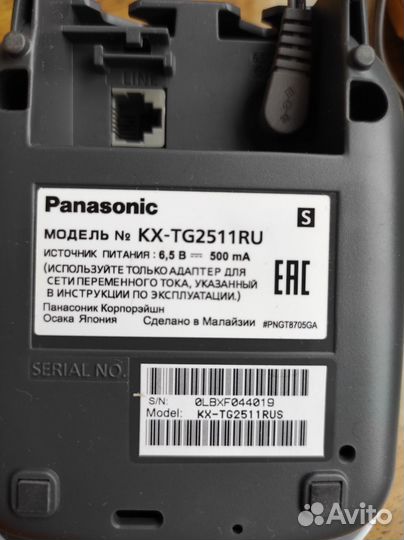 LINE
Panasonic
S
МОДЕЛЬ № KX-TG2511RU
ИСТОЧНИК ПИТАНИЯ : 6,5 В 500 mA
(ИСПОЛЬЗУЙТЕ ТОЛЬКО АДАПТЕР ДЛЯ
СЕТИ ПЕРЕМЕННОГО ТОКА, УКАЗАННЫЙ
В ИНСТРУКЦИИ ПО ЭКСПЛУАТАЦИИ.)
EAC
Панасоник Корпорэйшн
Осака Япония Сделано в Малайзии #PNGT8705GA
SERIAL NO.
S/N: 0LBXF044019
Model: KX-TG2511RUS
Avito